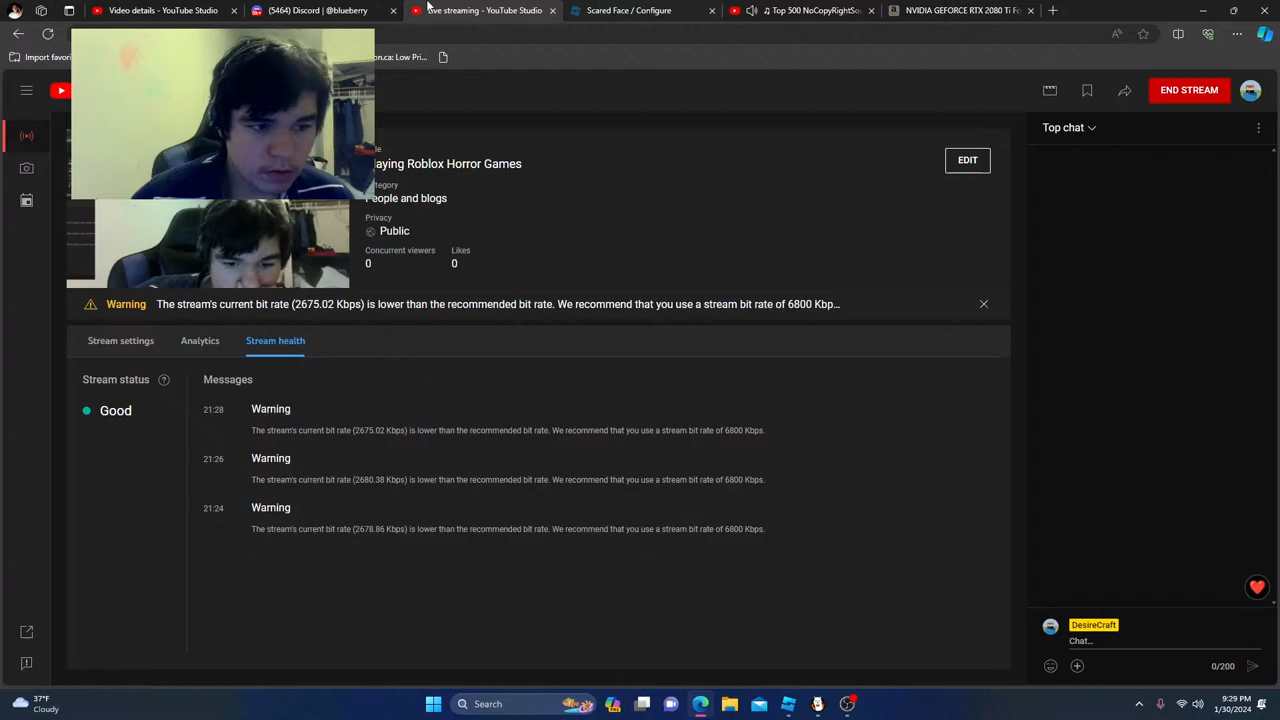 Video details - YouTube Studio
(5464) Discord | @blueberry
Live streaming - YouTube Studio
Scared Face / Configure
Top 500 NoCopyRightSoun
NVIDIA GEFORCE RTX 2080 Ti Fo
Import favori
on.ca: Low Pri...
END STREAM
Top chat
aying Roblox Horror Games
EDIT
ategory
People and blogs
Privacy
Public
Concurrent viewers
Likes
0
0
Warning
The stream's current bit rate (2675.02 Kbps) is lower than the recommended bit rate. We recommend that you use a stream bit rate of 6800 Kbp...
Stream settings
Analytics
Stream health
Stream status
Messages
Good
21:28
Warning
The stream's current bit rate (2675.02 Kbps) is lower than the recommended bit rate. We recommend that you use a stream bit rate of 6800 Kbps.
21:26
Warning
The stream's current bit rate (2680.38 Kbps) is lower than the recommended bit rate. We recommend that you use a stream bit rate of 6800 Kbps.
21:24
Warning
The stream's current bit rate (2678.86 Kbps) is lower than the recommended bit rate. We recommend that you use a stream bit rate of 6800 Kbps.
DesireCraft
Chat...
0/200
37°F
Cloudy
Search
9:29 PM
1/30/2024